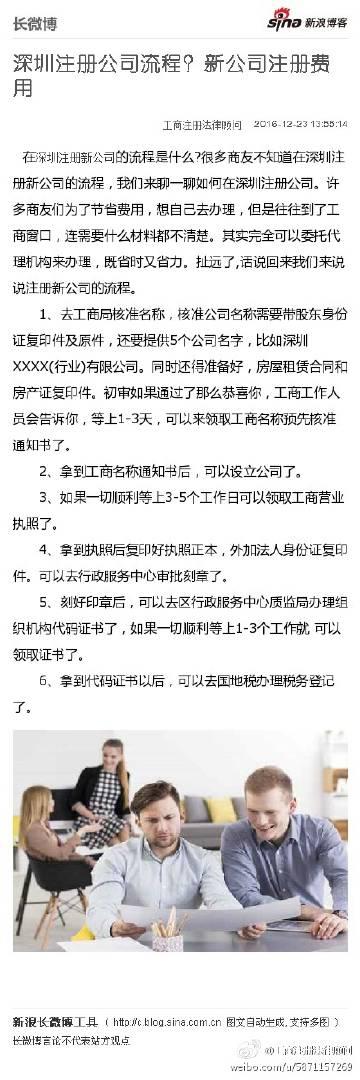 长微博
sina 新浪博客
深圳注册公司流程？新公司注册费
用
工商注册法律顾问 2016-12-23 13:55:14
在深圳注册新公司的流程是什么?很多商友不知道在深圳注
册新公司的流程，我们来聊一聊如何在深圳注册公司。许
多商友们为了节省费用，想自己去办理，但是往往到了工
商窗口，连需要什么材料都不清楚。其实完全可以委托代
理机构来办理，既省时又省力。扯远了,话说回来我们来说
说注册新公司的流程。
1、去工商局核准名称，核准公司名称需要带股东身份
证复印件及原件，还要提供5个公司名字，比如深圳
XXXX(行业)有限公司。同时还得准备好，房屋租赁合同和
房产证复印件。初审如果通过了那么恭喜你，工商工作人
员会告诉你，等上1-3天，可以来领取工商名称预先核准
通知书了。
2、拿到工商名称通知书后，可以设立公司了。
3、如果一切顺利等上3-5个工作日可以领取工商营业
执照了。
4、拿到执照后复印好执照正本，外加法人身份证复印
件。可以去行政服务中心审批刻章了。
5、刻好印章后，可以去区行政服务中心质监局办理组
织机构代码证书了，如果一切顺利等上1-3个工作就 可以
领取证书了。
6、拿到代码证书以后，可以去国地税办理税务登记
了。
新浪长微博工具 ( http://c.blog.sina.com.cn 图文自动生成,支持多图 )
长微博言论不代表站方观点
@工商注册法律顾问
weibo.com/u/5871157269